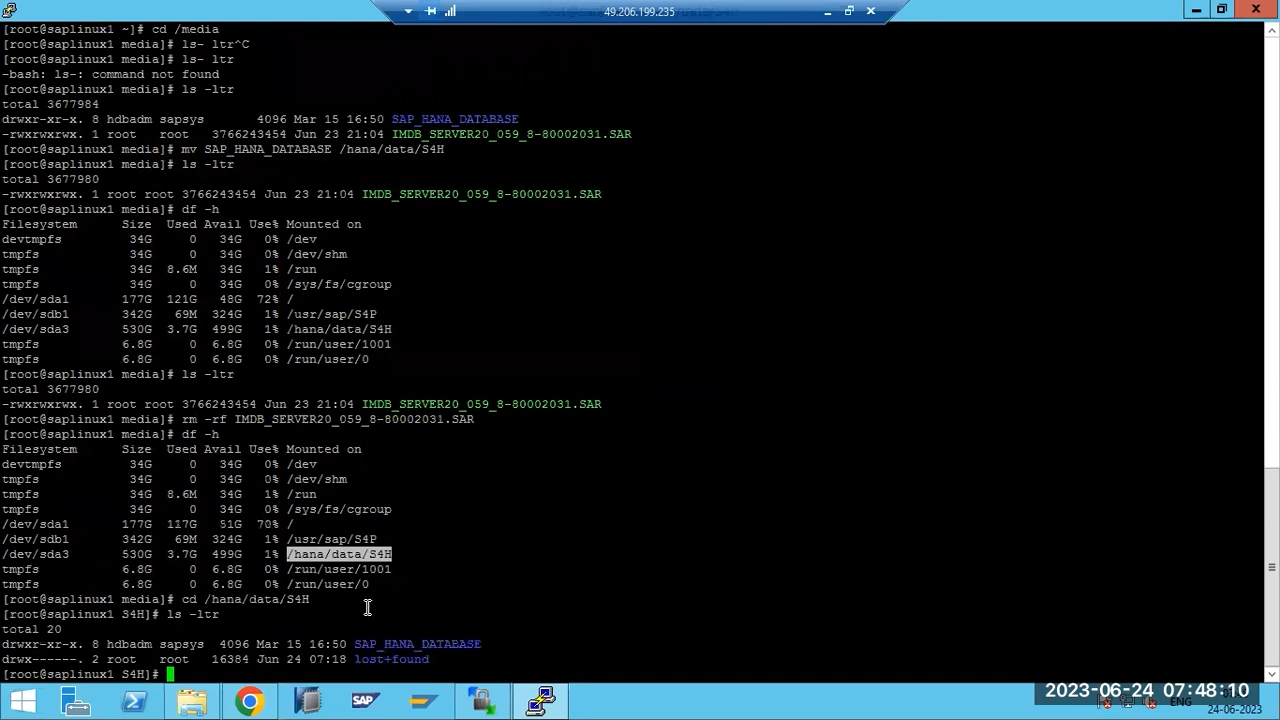 49.206.199.235
[root@saplinux1 ~]# cd /media
[root@saplinux1 media]# ls- ltr^C
[root@saplinux1 media]# ls- ltr
-bash: ls-: command not found
[root@saplinux1 media]# ls -ltr
total 3677984
drwxr-xr-x. 8 hdbadm sapsys       4096 Mar 15 16:50 SAP_HANA_DATABASE
-rwxrwxrwx. 1 root   root   3766243454 Jun 23 21:04 IMDB_SERVER20_059_8-80002031.SAR
[root@saplinux1 media]# mv SAP_HANA_DATABASE /hana/data/S4H
[root@saplinux1 media]# ls -ltr
total 3677980
-rwxrwxrwx. 1 root root 3766243454 Jun 23 21:04 IMDB_SERVER20_059_8-80002031.SAR
[root@saplinux1 media]# df -h
Filesystem      Size  Used Avail Use% Mounted on
devtmpfs         34G     0   34G   0% /dev
tmpfs            34G     0   34G   0% /dev/shm
tmpfs            34G  8.6M   34G   1% /run
tmpfs            34G     0   34G   0% /sys/fs/cgroup
/dev/sda1       177G  121G   48G  72% /
/dev/sdb1       342G   69M  324G   1% /usr/sap/S4P
/dev/sda3       530G  3.7G  499G   1% /hana/data/S4H
tmpfs           6.8G     0  6.8G   0% /run/user/1001
tmpfs           6.8G     0  6.8G   0% /run/user/0
[root@saplinux1 media]# ls -ltr
total 3677980
-rwxrwxrwx. 1 root root 3766243454 Jun 23 21:04 IMDB_SERVER20_059_8-80002031.SAR
[root@saplinux1 media]# rm -rf IMDB_SERVER20_059_8-80002031.SAR
[root@saplinux1 media]# df -h
Filesystem      Size  Used Avail Use% Mounted on
devtmpfs         34G     0   34G   0% /dev
tmpfs            34G     0   34G   0% /dev/shm
tmpfs            34G  8.6M   34G   1% /run
tmpfs            34G     0   34G   0% /sys/fs/cgroup
/dev/sda1       177G  117G   51G  70% /
/dev/sdb1       342G   69M  324G   1% /usr/sap/S4P
/dev/sda3       530G  3.7G  499G   1% /hana/data/S4H
tmpfs           6.8G     0  6.8G   0% /run/user/1001
tmpfs           6.8G     0  6.8G   0% /run/user/0
[root@saplinux1 media]# cd /hana/data/S4H
[root@saplinux1 S4H]# ls -ltr
total 20
drwxr-xr-x. 8 hdbadm sapsys  4096 Mar 15 16:50 SAP_HANA_DATABASE
drwx------. 2 root   root   16384 Jun 24 07:18 lost+found
[root@saplinux1 S4H]#
SAP
2023-06-24 07:48:10
ENG
24-06-2023